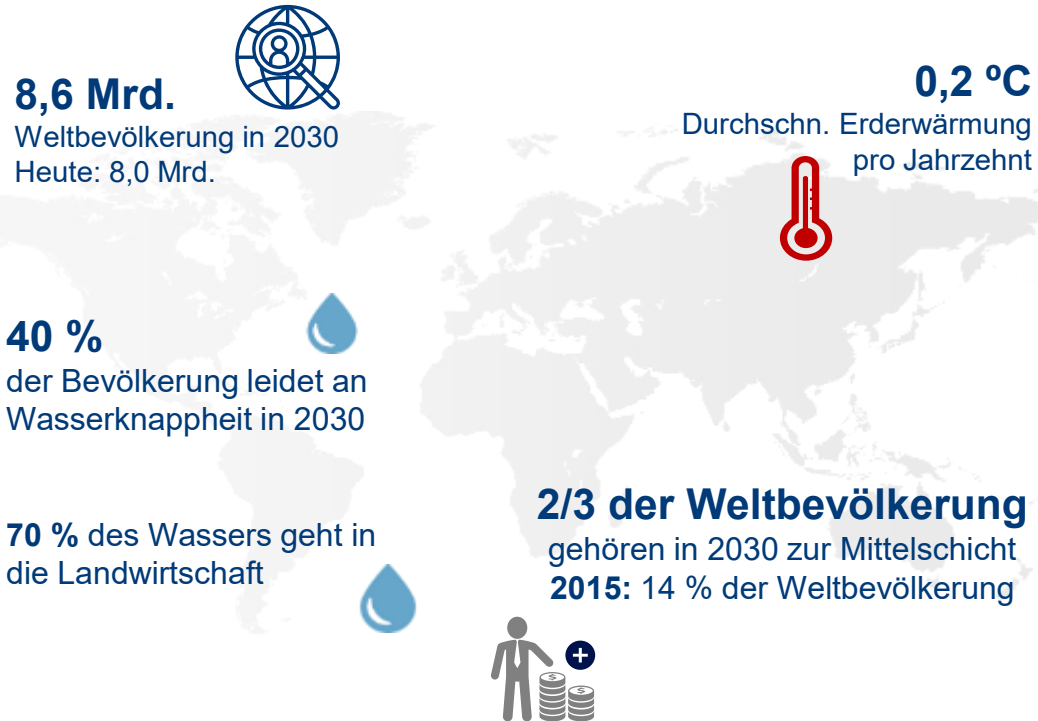 8,6 Mrd.
Weltbevölkerung in 2030
Heute: 8,0 Mrd.
0,2 ºC
Durchschn. Erderwärmung
pro Jahrzehnt
40 %
der Bevölkerung leidet an
Wasserknappheit in 2030
70 % des Wassers geht in
die Landwirtschaft
2/3 der Weltbevölkerung
gehören in 2030 zur Mittelschicht
2015: 14 % der Weltbevölkerung
+
$
$